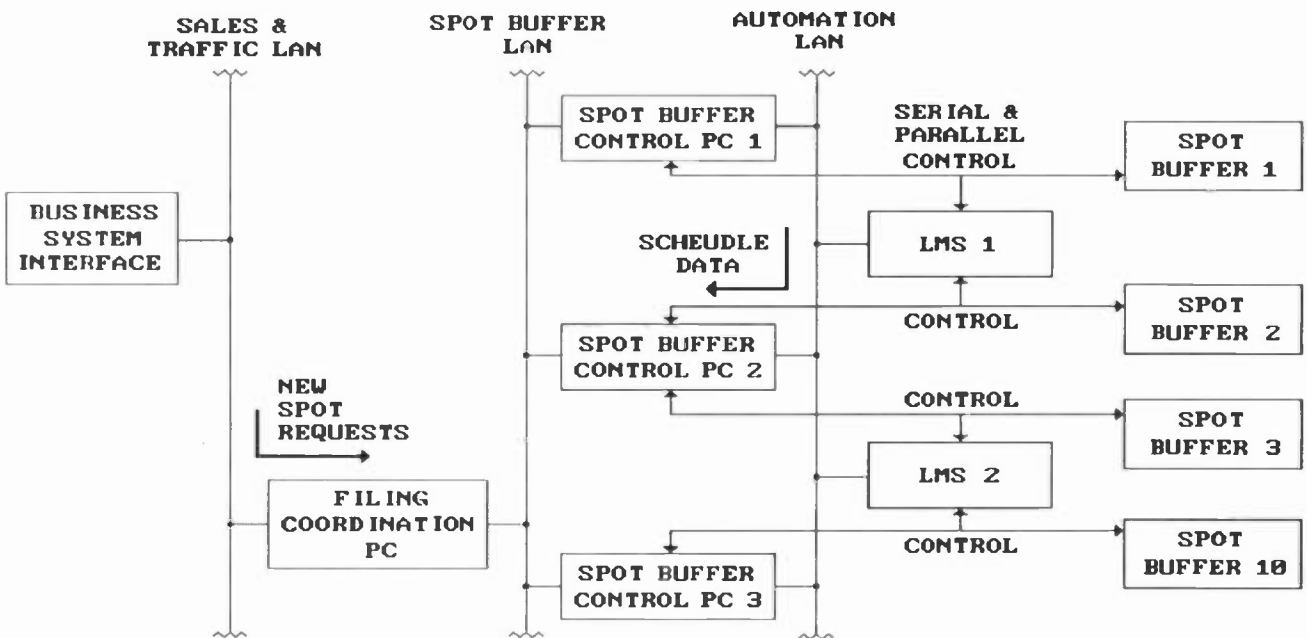 SALES &
TRAFFIC LAN
SPOT BUFFER
LAN
AUTOMATION
LAN
SPOT BUFFER
CONTROL PC 1
SERIAL &
PARALLEL
CONTROL
SPOT
BUFFER 1
BUSINESS
SYSTEM
INTERFACE
SCHEUDLE
DATA
LMS 1
CONTROL
SPOT
BUFFER 2
SPOT BUFFER
CONTROL PC 2
NEW
SPOT
REQUESTS
CONTROL
SPOT
BUFFER 3
LMS 2
FILING
COORDINATION
PC
CONTROL
SPOT
BUFFER 10
SPOT BUFFER
CONTROL PC 3